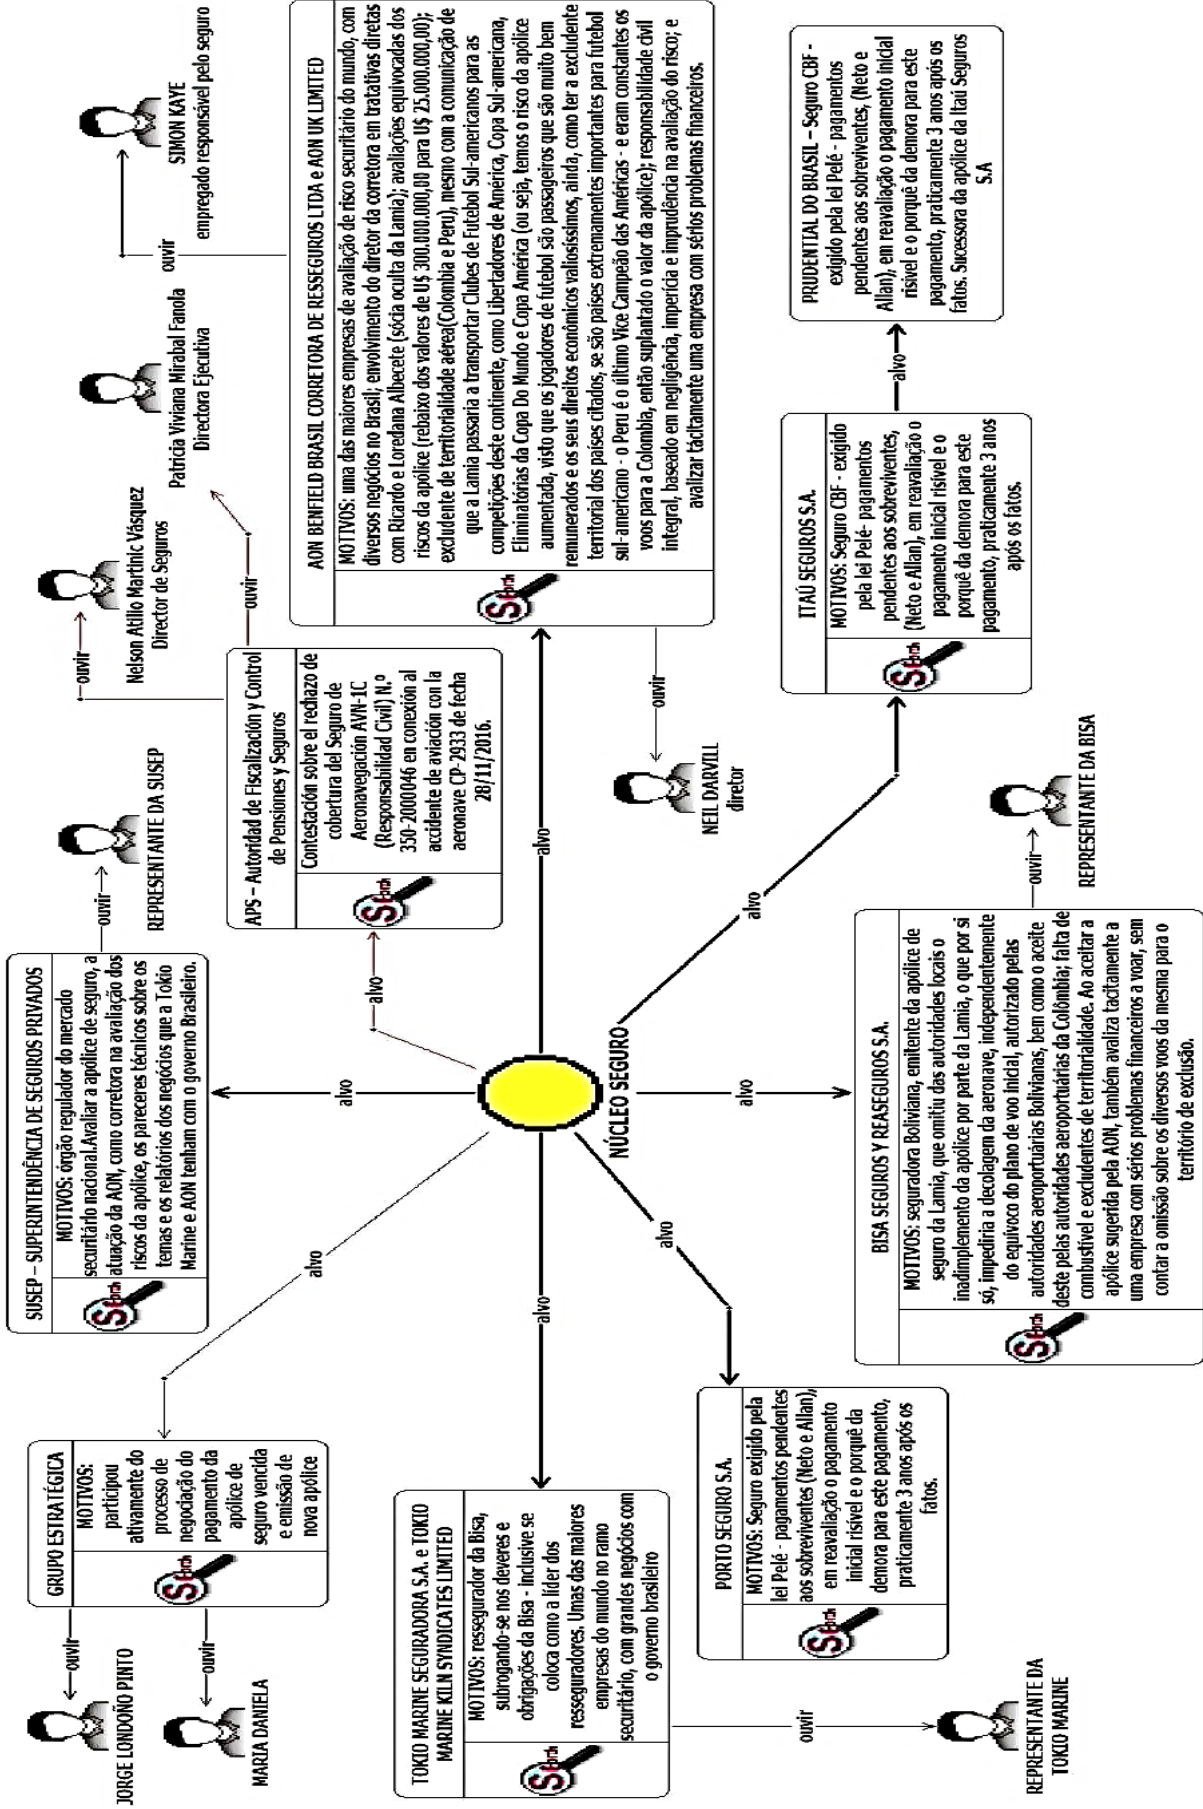 JORGE LONDOÑO PINTO
ouvir
MARIA DANIELA
ouvir
GRUPO ESTRATÉGICA
MOTIVOS:
participou
ativamente do
processo de
negociação do
pagamento da
apólice de
seguro vencida
e emissão de
nova apólice
alvo
SUSEP – SUPERINTENDÊNCIA DE SEGUROS PRIVADOS
MOTIVOS: órgão regulador do mercado
securitário nacional.Avaliar a apólice de seguro, a
atuação da AON, como corretora na avaliação dos
riscos da apólice, os pareceres técnicos sobre os
temas e os relatórios dos negócios que a Tokio
Marine e AON tenham com o governo Brasileiro.
ouvir
REPRESENTANTE DA SUSEP
alvo
APS – Autoridad de Fiscalización y Control
de Pensiones y Seguros
Contestación sobre el rechazo de
cobertura del Seguro de
Aeronavegación AVN-1C
(Responsabilidad Civil) N.º
350-2000046 en conexión al
accidente de aviación con la
aeronave CP-2933 de fecha
28/11/2016.
alvo
ouvir
Nelson Atilio Martinic Vásquez
Director de Seguros
ouvir
Patricia Viviana Mirabal Fanola
Directora Ejecutiva
SIMON KAYE
empregado responsável pelo seguro
ouvir
AON BENFIELD BRASIL CORRETORA DE RESSEGUROS LTDA e AON UK LIMITED
MOTIVOS: uma das maiores empresas de avaliação de risco securitário do mundo, com
diversos negócios no Brasil; envolvimento do diretor da corretora em tratativas diretas
com Ricardo e Loredana Albecete (sócia oculta da Lamia); avaliações equivocadas dos
riscos da apólice (rebaixo dos valores de U$ 300.000.000,00 para U$ 25.000.000,00);
excludente de territorialidade aérea(Colombia e Peru), mesmo com a comunicação de
que a Lamia passaria a transportar Clubes de Futebol Sul-americanos para as
competições deste continente, como Libertadores de América, Copa Sul-americana,
Eliminatórias da Copa Do Mundo e Copa América (ou seja, temos o risco da apólice
aumentada, visto que os jogadores de futebol são passageiros que são muito bem
remunerados e os seus direitos econômicos valiosíssimos, ainda, como ter a excludente
territorial dos países citados, se são países extremamentos importantes para futebol
sul-americano - o Peru é o último Vice Campeão das Américas - e eram constantes os
voos para a Colombia, então suplantado o valor da apólice); responsabilidade civil
integral, baseado em negligência, imperícia e imprudência na avaliação do risco; e
avalizar tácitamente uma empresa com sérios problemas financeiros.
alvo
ouvir
NEIL DARVILL
diretor
NÚCLEO SEGURO
TOKIO MARINE SEGURADORA S.A. e TOKIO
MARINE KILN SYNDICATES LIMITED
MOTIVOS: ressegurador da Bisa,
subrogando-se nos deveres e
obrigações da Bisa - inclusive se
coloca como a líder dos
resseguradores. Umas das maiores
empresas do mundo no ramo
securitário, com grandes negócios com
o governo brasileiro
alvo
ouvir
REPRESENTANTE DA
TOKIO MARINE
PORTO SEGURO S.A.
MOTIVOS: Seguro exigido pela
lei Pelé - pagamentos pendentes
aos sobreviventes (Neto e Allan),
em reavaliação o pagamento
inicial risível e o porquê da
demora para este pagamento,
praticamente 3 anos após os
fatos.
alvo
BISA SEGUROS Y REASEGUROS S.A.
MOTIVOS: seguradora Boliviana, emitente da apólice de
seguro da Lamia, que omitiu das autoridades locais o
inadimplemento da apólice por parte da Lamia, o que por si
só, impediria a decolagem da aeronave, independentemente
do equívoco do plano de voo inicial, autorizado pelas
autoridades aeroportuárias Bolivianas, bem como o aceite
deste pelas autoridades aeroportuárias da Colômbia; falta de
combustível e excludentes de territorialidade. Ao aceitar a
apólice sugerida pela AON, também avaliza tacitamente a
uma empresa com sérios problemas financeiros a voar, sem
contar a omissão sobre os diversos voos da mesma para o
território de exclusão.
alvo
ouvir
REPRESENTANTE DA BISA
ITAÚ SEGUROS S.A.
MOTIVOS: Seguro CBF - exigido
pela lei Pelé- pagamentos
pendentes aos sobreviventes,
(Neto e Allan), em reavaliação o
pagamento inicial risível e o
porquê da demora para este
pagamento, praticamente 3 anos
após os fatos.
alvo
alvo
PRUDENTIAL DO BRASIL – Seguro CBF -
exigido pela lei Pelé - pagamentos
pendentes aos sobreviventes, (Neto e
Allan), em reavaliação o pagamento inicial
risível e o porquê da demora para este
pagamento, praticamente 3 anos após os
fatos. Sucessora da apólice da Itaú Seguros
S.A